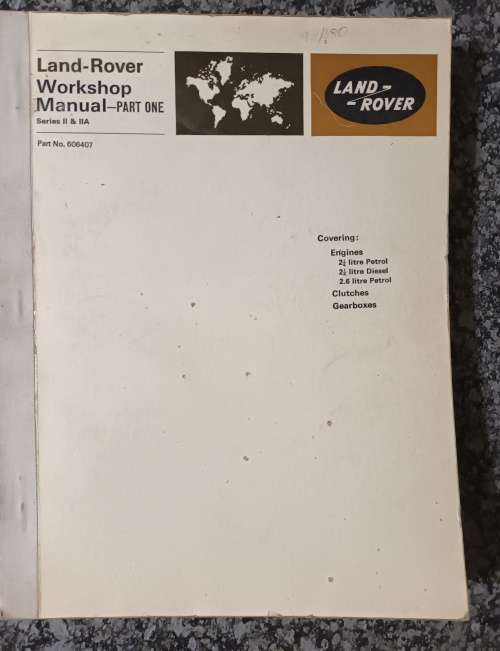 Land-Rover
Workshop
Manual—PART ONE
Series II & IIA
Part No. 606407
LAND-
-ROVER
Covering:
Engines
2¼ litre Petrol
2¼ litre Diesel
2.6 litre Petrol
Clutches
Gearboxes